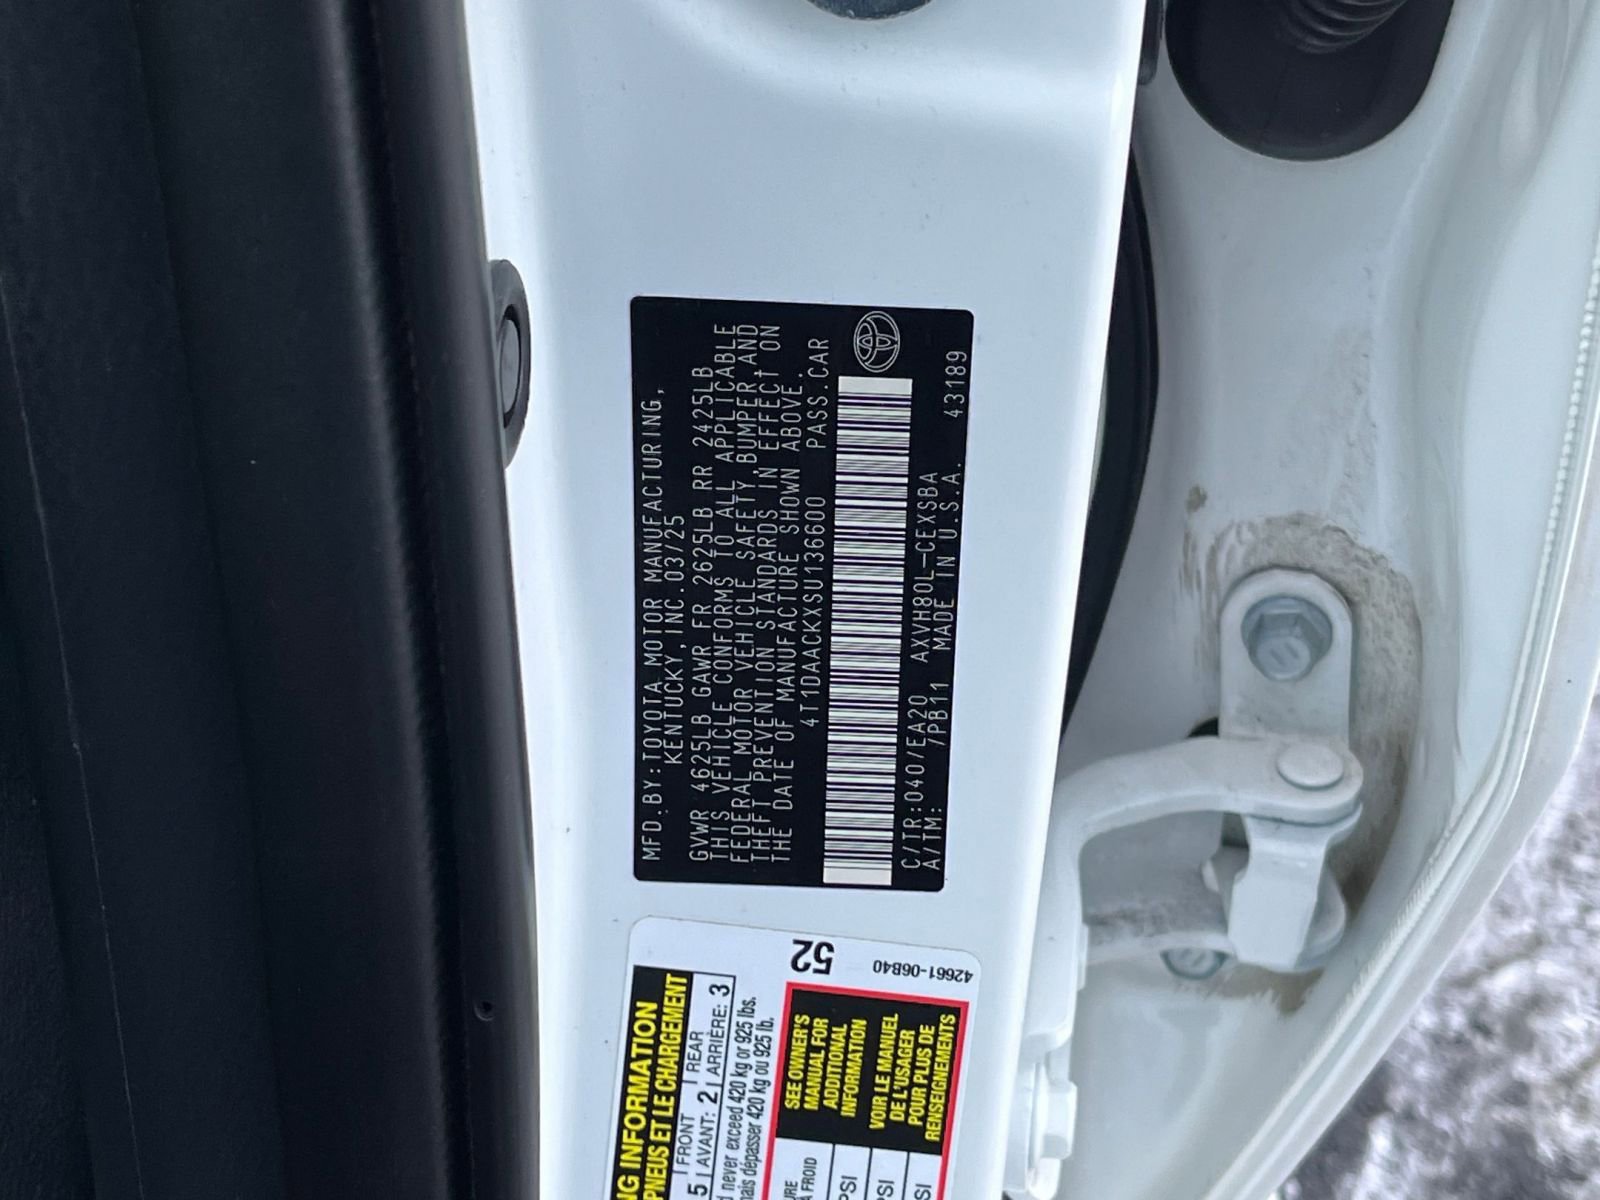 MFD.BY:TOYOTA MOTOR MANUFACTURING,
KENTUCKY,INC.03/25
GVWR 4625LB GAWR FR 2625LB RR 2425LB
THIS VEHICLE CONFORMS TO ALL APPLICABLE
FEDERAL MOTOR VEHICLE SAFETY,BUMPER,AND
THEFT PREVENTION STANDARDS IN EFFECT ON
THE DATE OF MANUFACTURE SHOWN ABOVE.
4T1DAACKXSU136600 PASS.CAR
C/TR:040/EA20 AXVH80L-CEXSBA
A/TM: /PB11 MADE IN U.S.A. 43189
INFORMATION
PNEUS ET LE CHARGEMENT
5 FRONT REAR
AVANT: 2 ARRIÈRE: 3
never exceed 420 kg or 925 lbs.
dépasser 420 kg ou 925 lb.
52
42661-06B40
SEE OWNER'S
MANUAL FOR
ADDITIONAL
INFORMATION
VOIR LE MANUEL
DE L'USAGER
POUR PLUS DE
RENSEIGNEMENTS
À FROID